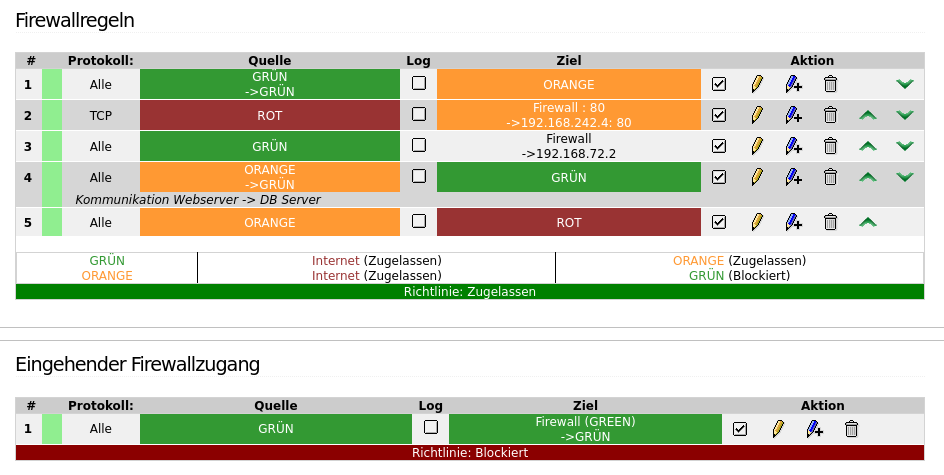 Firewallregeln
# Protokoll: Quelle Log Ziel Aktion
1 Alle GRÜN ORANGE
->GRÜN
2 TCP ROT Firewall : 80
->192.168.242.4: 80
3 Alle GRÜN Firewall
->192.168.72.2
4 Alle ORANGE GRÜN
->GRÜN
Kommunikation Webserver -> DB Server
5 Alle ORANGE ROT
GRÜN Internet (Zugelassen) ORANGE (Zugelassen)
ORANGE Internet (Zugelassen) GRÜN (Blockiert)
Richtlinie: Zugelassen
Eingehender Firewallzugang
# Protokoll: Quelle Log Ziel Aktion
1 Alle GRÜN Firewall (GREEN)
->GRÜN
Richtlinie: Blockiert